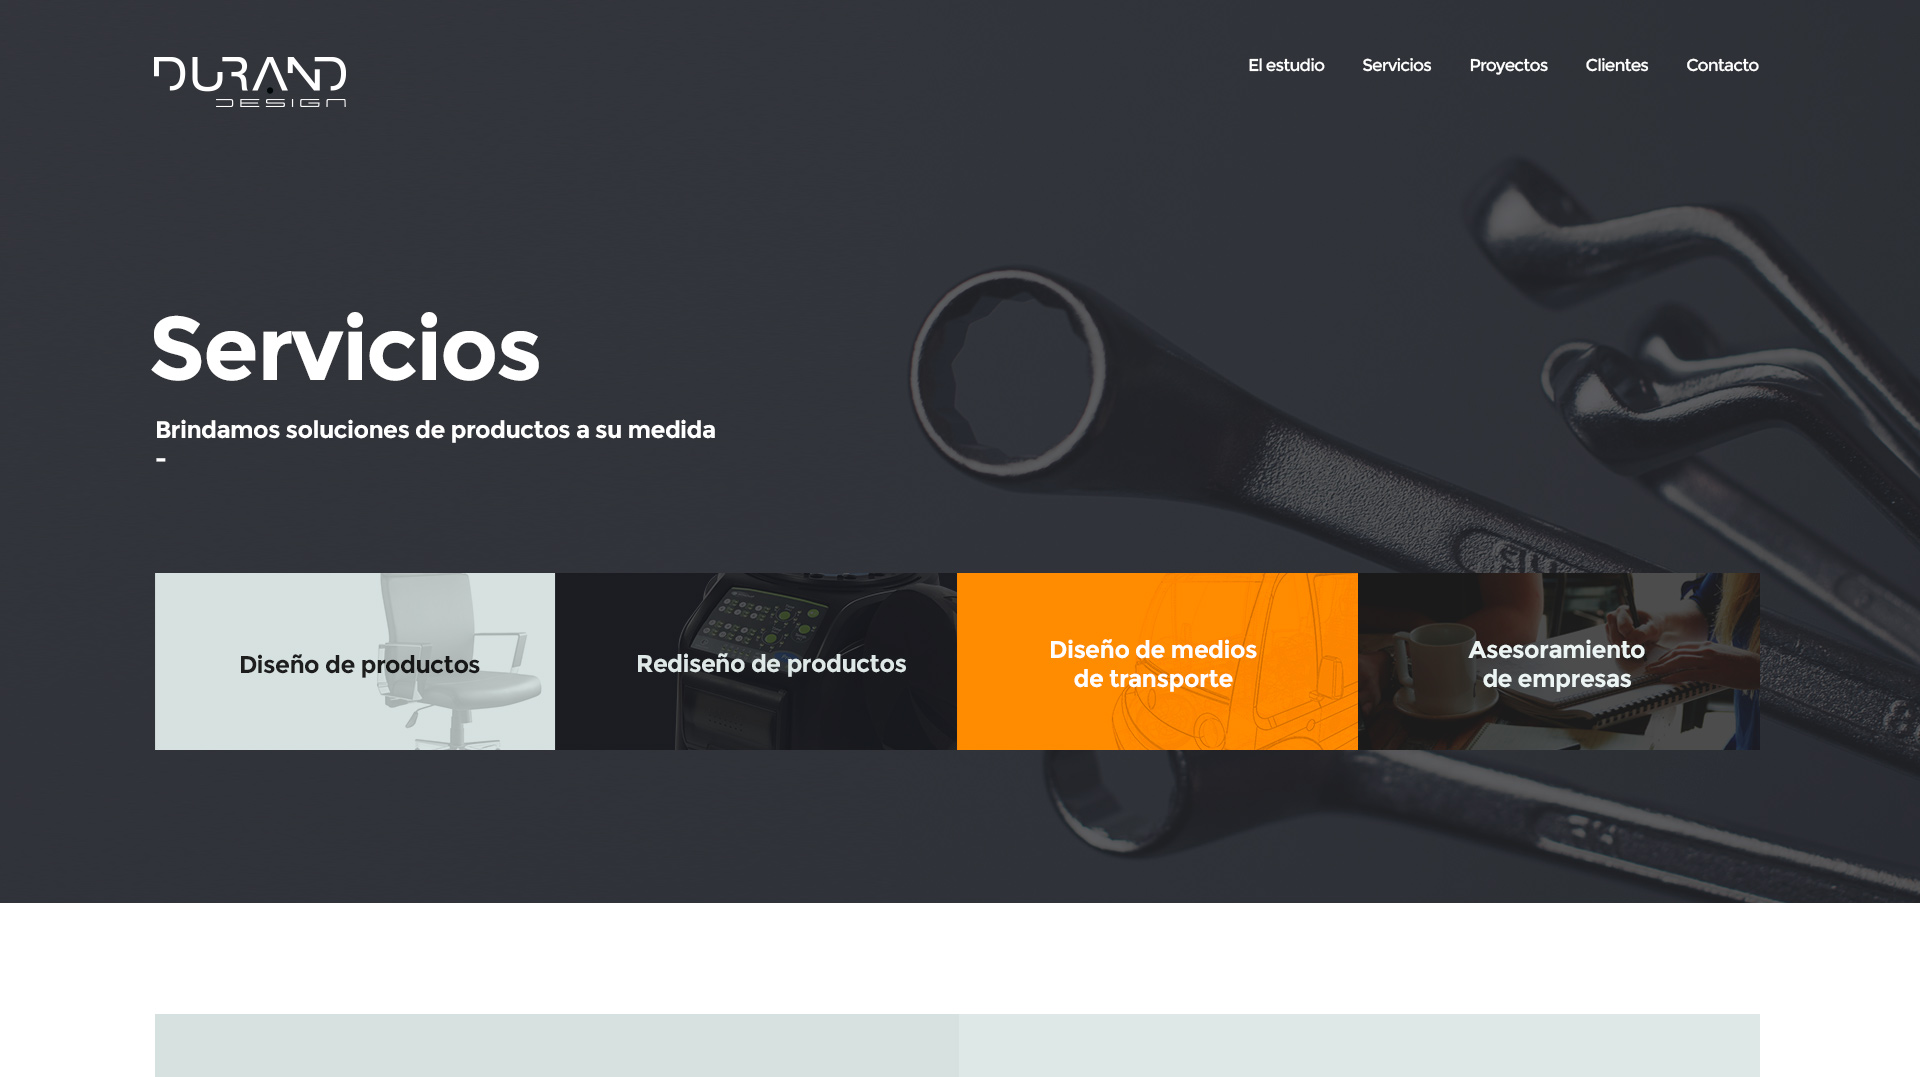 DURAND
DESIGN
El estudio
Servicios
Proyectos
Clientes
Contacto
Servicios
Brindamos soluciones de productos a su medida
-
Diseño de productos
Rediseño de productos
Diseño de medios
de transporte
Asesoramiento
de empresas